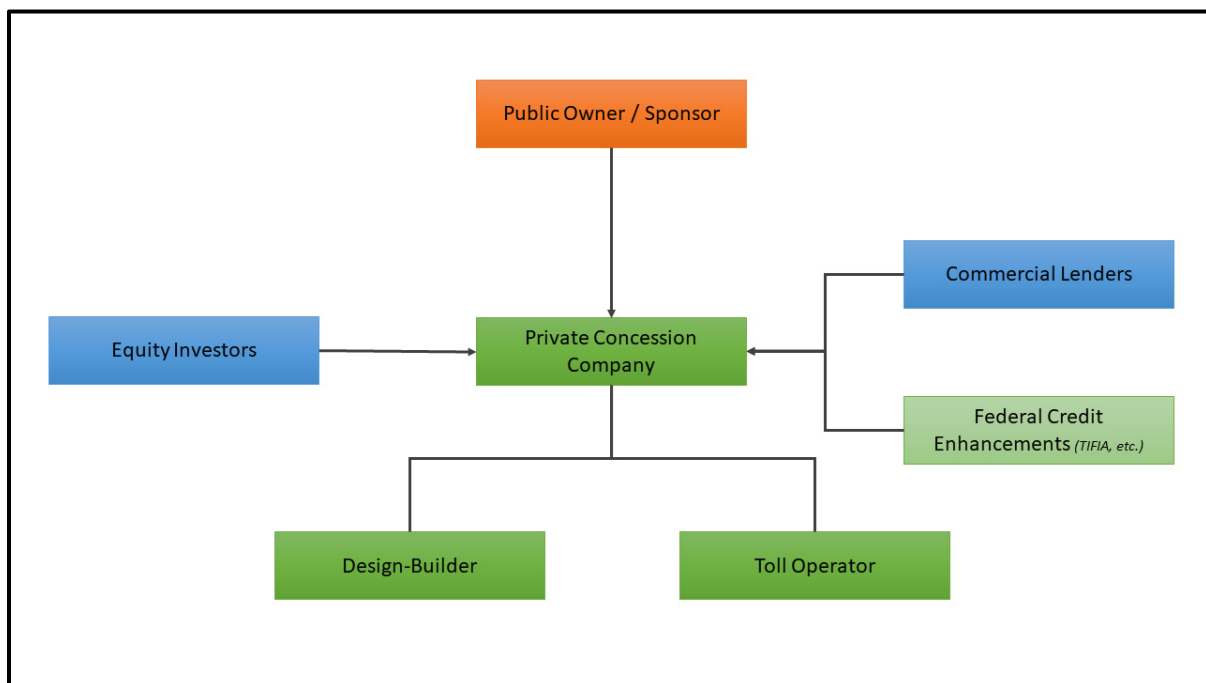 Public Owner / Sponsor
Commercial Lenders
Equity Investors
Private Concession
Company
Federal Credit
Enhancements (TIFIA, etc.)
Design-Builder
Toll Operator